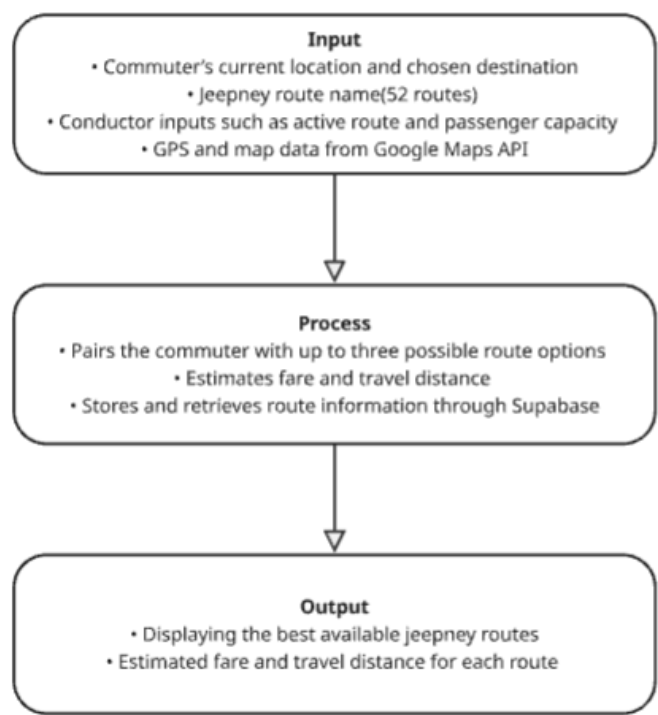 Input
• Commuter's current location and chosen destination
• Jeepney route name(52 routes)
• Conductor inputs such as active route and passenger capacity
• GPS and map data from Google Maps API
Process
• Pairs the commuter with up to three possible route options
• Estimates fare and travel distance
• Stores and retrieves route information through Supabase
Output
• Displaying the best available jeepney routes
• Estimated fare and travel distance for each route